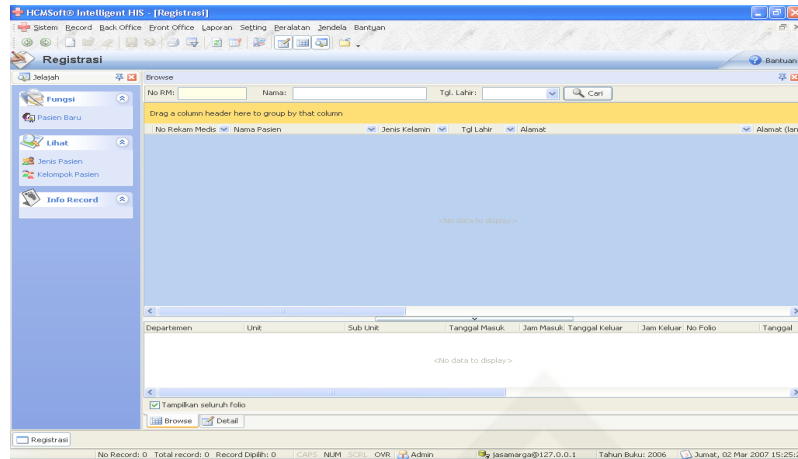 HCMSoft® Intelligent HIS - [Registrasi]
Sistem Record Back Office Front Office Laporan Setting Peralatan Jendela Bantuan
Registrasi
Bantuan
Jelajah
Browse
Fungsi
Pasien Baru
Lihat
Jenis Pasien
Kelompok Pasien
Info Record
No RM: Nama: Tgl. Lahir: Cari
Drag a column header here to group by that column
No Rekam Medis Nama Pasien Jenis Kelamin Tgl Lahir Alamat Alamat (lan
<No data to display>
Departemen Unit Sub Unit Tanggal Masuk Jam Masuk Tanggal Keluar Jam Keluar No Folio Tanggal
<No data to display>
Tampilkan seluruh folio
Browse Detail
Registrasi
No Record: 0 Total record: 0 Record Dipilih: 0 CAPS NUM SCRL OVR Admin jasamarga@127.0.0.1 Tahun Buku: 2006 Jumat, 02 Mar 2007 15:25: